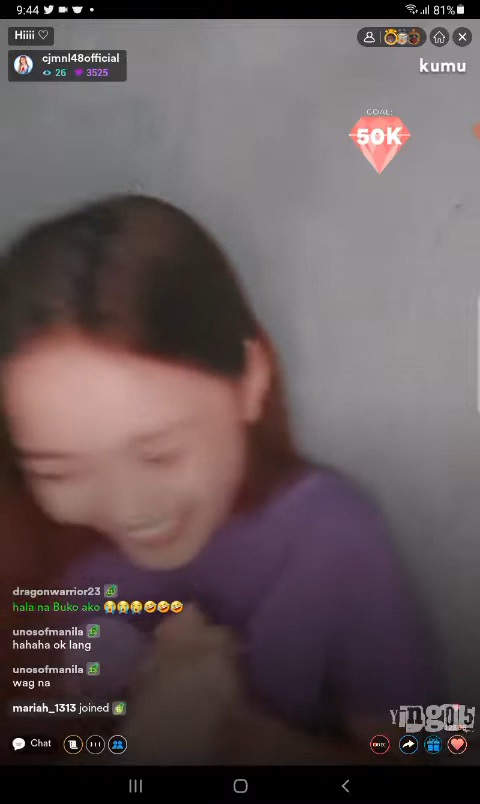 9:44
81%
Hiiii ♡
cjmnl48official
26 3525
kumu
GOAL:
50K
dragonwarrior23
hala na Buko ako 😭😭😭🤣🤣🤣
unosofmanila
hahaha ok lang
unosofmanila
wag na
mariah_1313 joined
Chat